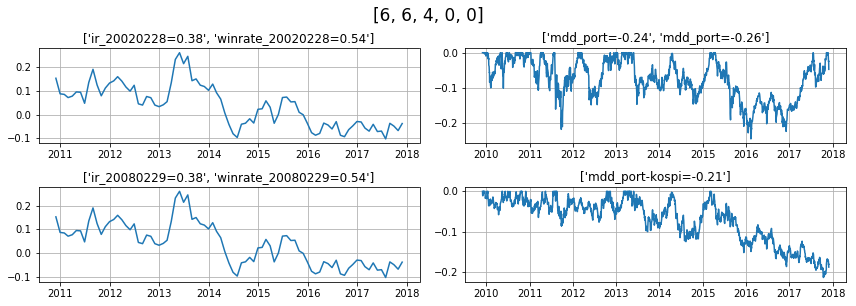 [6, 6, 4, 0, 0]
['ir_20020228=0.38', 'winrate_20020228=0.54']
0.2
0.1
0.0
−0.1
2011 2012 2013 2014 2015 2016 2017 2018
['mdd_port=-0.24', 'mdd_port=-0.26']
0.0
−0.1
−0.2
2010 2011 2012 2013 2014 2015 2016 2017 2018
['ir_20080229=0.38', 'winrate_20080229=0.54']
0.2
0.1
0.0
−0.1
2011 2012 2013 2014 2015 2016 2017 2018
['mdd_port-kospi=-0.21']
0.0
−0.1
−0.2
2010 2011 2012 2013 2014 2015 2016 2017 2018